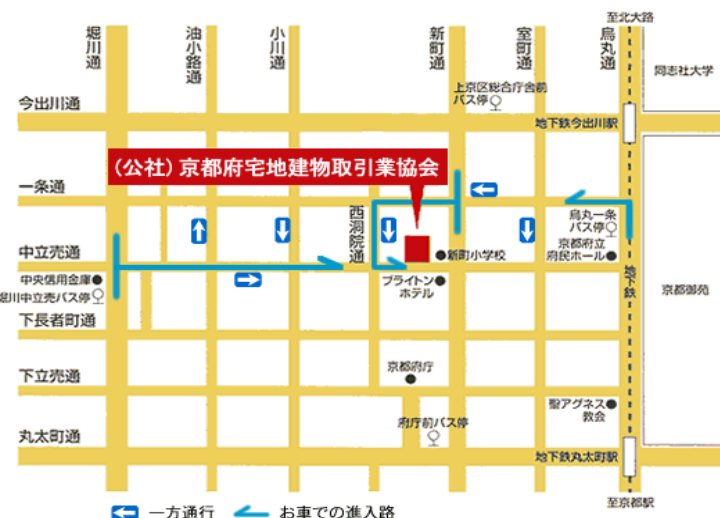 至北大路
堀川通
油小路通
小川通
新町通
室町通
烏丸通
同志社大学
上京区総合庁舎前
バス停
今出川通
地下鉄今出川駅
(公社)京都府宅地建物取引業協会
一条通
西洞院通
烏丸一条
バス停
京都府立
府民ホール
新町小学校
中立売通
中央信用金庫
堀川中立売バス停
ブライトン
ホテル
地下鉄
京都御苑
下長者町通
京都府庁
下立売通
聖アグネス
教会
府庁前バス停
丸太町通
地下鉄丸太町駅
至京都駅
一方通行
お車での進入路